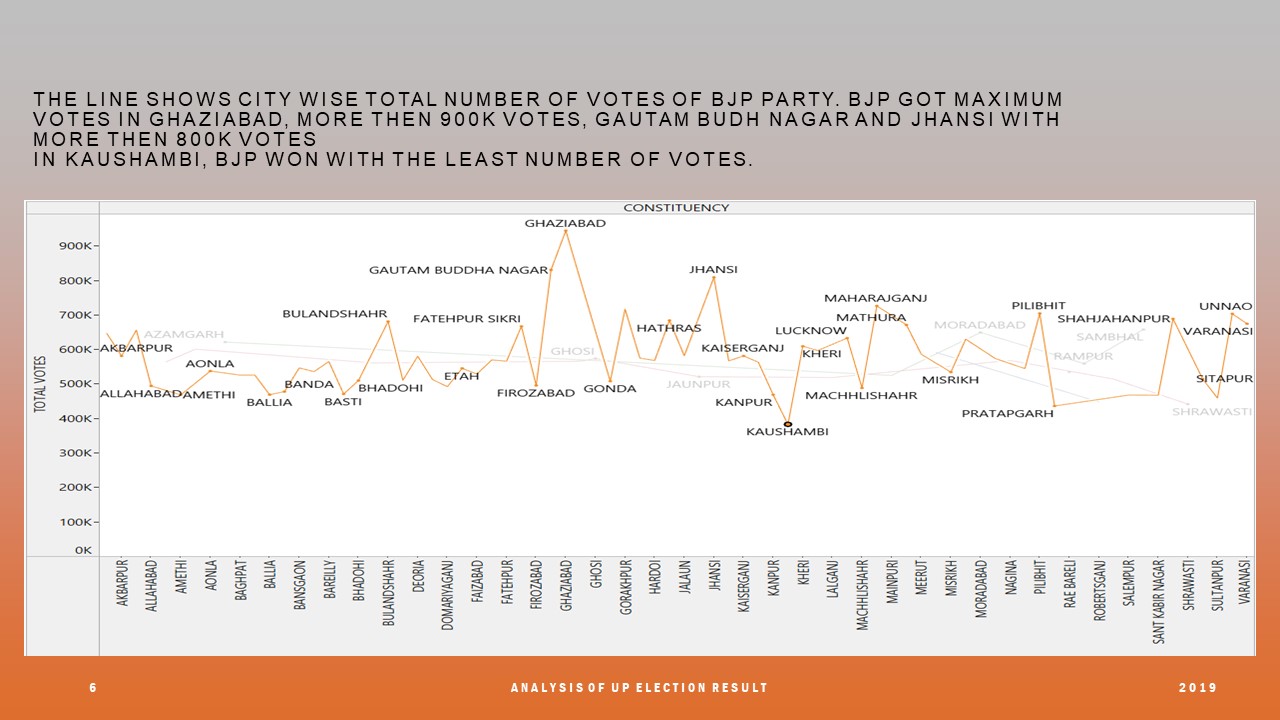 THE LINE SHOWS CITY WISE TOTAL NUMBER OF VOTES OF BJP PARTY. BJP GOT MAXIMUM
VOTES IN GHAZIABAD, MORE THEN 900K VOTES, GAUTAM BUDH NAGAR AND JHANSI WITH
MORE THEN 800K VOTES
IN KAUSHAMBI, BJP WON WITH THE LEAST NUMBER OF VOTES.
CONSTITUENCY
TOTAL VOTES
900K
800K
700K
600K
500K
400K
300K
200K
100K
0K
GHAZIABAD
GAUTAM BUDDHA NAGAR
JHANSI
MAHARAJGANJ
PILIBHIT
UNNAO
BULANDSHAHR
FATEHPUR SIKRI
MATHURA
SHAHJAHANPUR
AZAMGARH
HATHRAS
LUCKNOW
MORADABAD
VARANASI
SAMBHAL
AKBARPUR
GHOSI
KAISERGANJ
KHERI
RAMPUR
AONLA
ETAH
MISRIKH
SITAPUR
BANDA
BHADOHI
JAUNPUR
ALLAHABAD
AMETHI
FIROZABAD
GONDA
MACHHLISHAHR
BALLIA
BASTI
KANPUR
PRATAPGARH
SHRAWASTI
KAUSHAMBI
AKBARPUR
ALLAHABAD
AMETHI
AONLA
BAGHPAT
BALLIA
BANSGAON
BAREILLY
BHADOHI
BULANDSHAHR
DEORIA
DOMARIYAGANJ
FAIZABAD
FATEHPUR
FIROZABAD
GHAZIABAD
GHOSI
GORAKHPUR
HARDOI
JALAUN
JHANSI
KAISERGANJ
KANPUR
KHERI
LALGANJ
MACHHLISHAHR
MAINPURI
MEERUT
MISRIKH
MORADABAD
NAGINA
PILIBHIT
RAE BARELI
ROBERTSGANJ
SALEMPUR
SANT KABIR NAGAR
SHRAWASTI
SULTANPUR
VARANASI
6
ANALYSIS OF UP ELECTION RESULT
2019